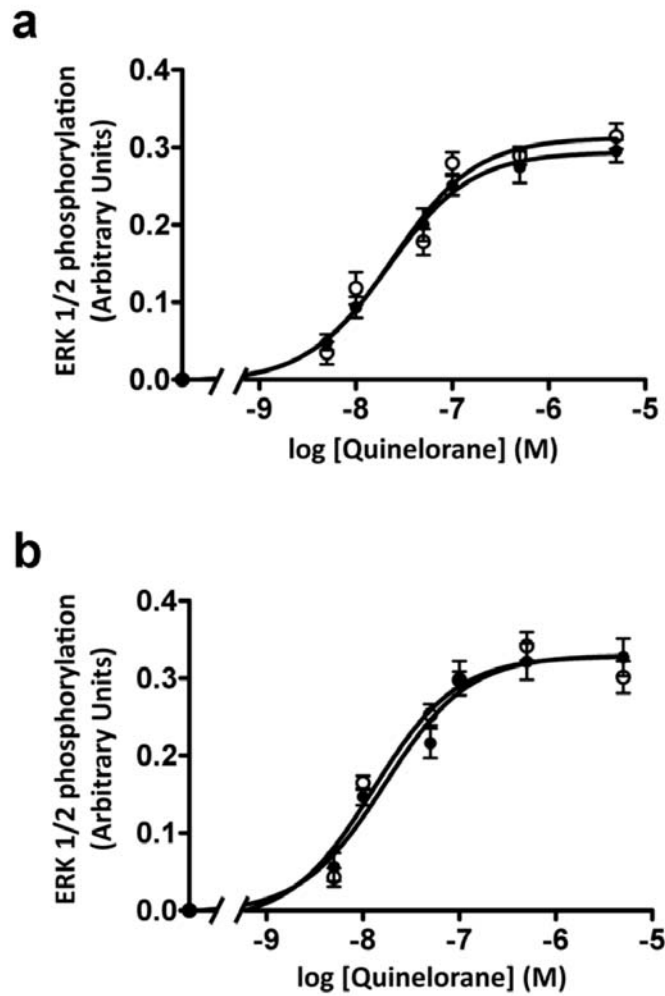 a
ERK 1/2 phosphorylation
(Arbitrary Units)
0.4
0.3
0.2
0.1
0.0
-9 -8 -7 -6 -5
log [Quinelorane] (M)
b
ERK 1/2 phosphorylation
(Arbitrary Units)
0.4
0.3
0.2
0.1
0.0
-9 -8 -7 -6 -5
log [Quinelorane] (M)